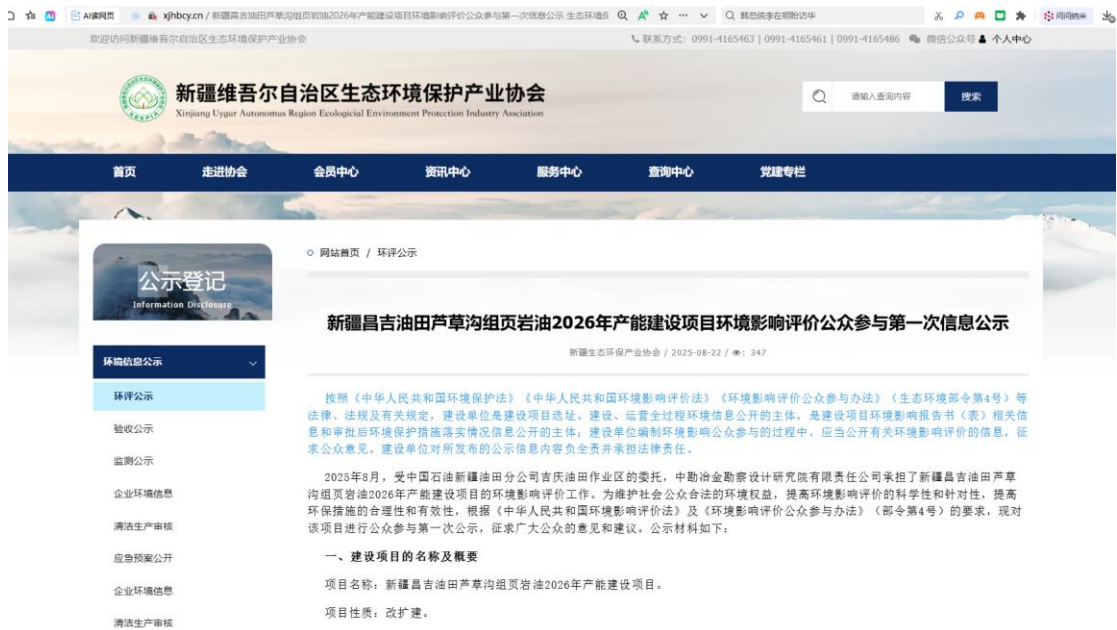 AI读网页
xjhbcy.cn / 新疆昌吉油田芦草沟组页岩油2026年产能建设项目环境影响评价公众参与第一次信息公示 生态环境保
韩总统李在明盼访华
问问纳米
欢迎访问新疆维吾尔自治区生态环境保护产业协会
联系方式: 0991-4165463 | 0991-4165461 | 0991-4165486
微信公众号
个人中心
新疆维吾尔自治区生态环境保护产业协会
Xinjiang Uygur Autonomus Region Ecologicial Environment Protection Industry Assciation
XEEPIA
请输入查询内容
搜索
首页 走进协会 会员中心 资讯中心 服务中心 查询中心 党建专栏
公示登记
Information Disclosure
网站首页 / 环评公示
环境信息公示
环评公示
验收公示
监测公示
企业环境信息
清洁生产审核
应急预案公开
企业环境信息
清洁生产审核
新疆昌吉油田芦草沟组页岩油2026年产能建设项目环境影响评价公众参与第一次信息公示
新疆生态环保产业协会 / 2025-08-22 / : 347
按照《中华人民共和国环境保护法》《中华人民共和国环境影响评价法》《环境影响评价公众参与办法》（生态环境部令第4号）等
法律、法规及有关规定，建设单位是建设项目选址、建设、运营全过程环境信息公开的主体，是建设项目环境影响报告书（表）相关信
息和审批后环境保护措施落实情况信息公开的主体；建设单位编制环境影响公众参与的过程中，应当公开有关环境影响评价的信息，征
求公众意见，建设单位对所发布的公示信息内容负全责并承担法律责任。
2025年8月，受中国石油新疆油田分公司吉庆油田作业区的委托，中勘冶金勘察设计研究院有限责任公司承担了新疆昌吉油田芦草
沟组页岩油2026年产能建设项目的环境影响评价工作。为维护社会公众合法的环境权益，提高环境影响评价的科学性和针对性，提高
环保措施的合理性和有效性，根据《中华人民共和国环境影响评价法》及《环境影响评价公众参与办法》（部令第4号）的要求，现对
该项目进行公众参与第一次公示，征求广大公众的意见和建议。公示材料如下：
一、建设项目的名称及概要
项目名称：新疆昌吉油田芦草沟组页岩油2026年产能建设项目。
项目性质：改扩建。